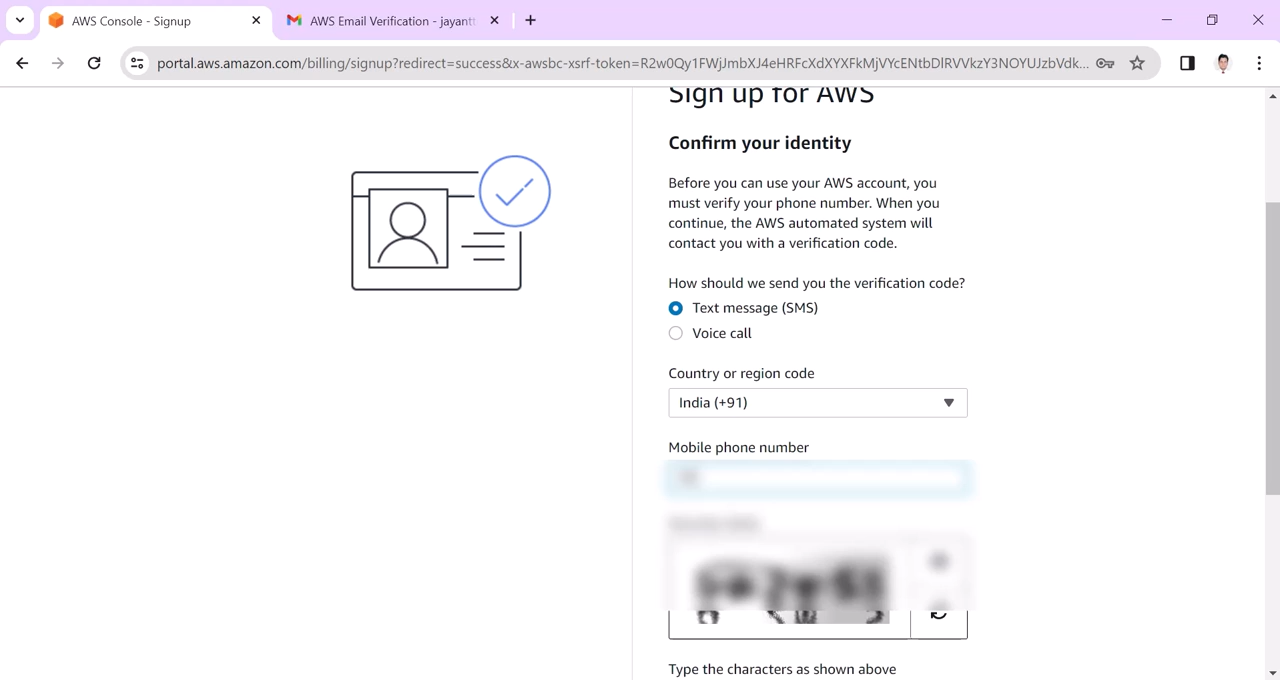 AWS Console - Signup
AWS Email Verification - jayantt
portal.aws.amazon.com/billing/signup?redirect=success&x-awsbc-xsrf-token=R2w0Qy1FWjJmbXJ4eHRFcXdXYXFkMjVYcENtbDlRVVkzY3NOYUJzbVdk...
Sign up for AWS
Confirm your identity
Before you can use your AWS account, you
must verify your phone number. When you
continue, the AWS automated system will
contact you with a verification code.
How should we send you the verification code?
Text message (SMS)
Voice call
Country or region code
India (+91)
Mobile phone number
Type the characters as shown above